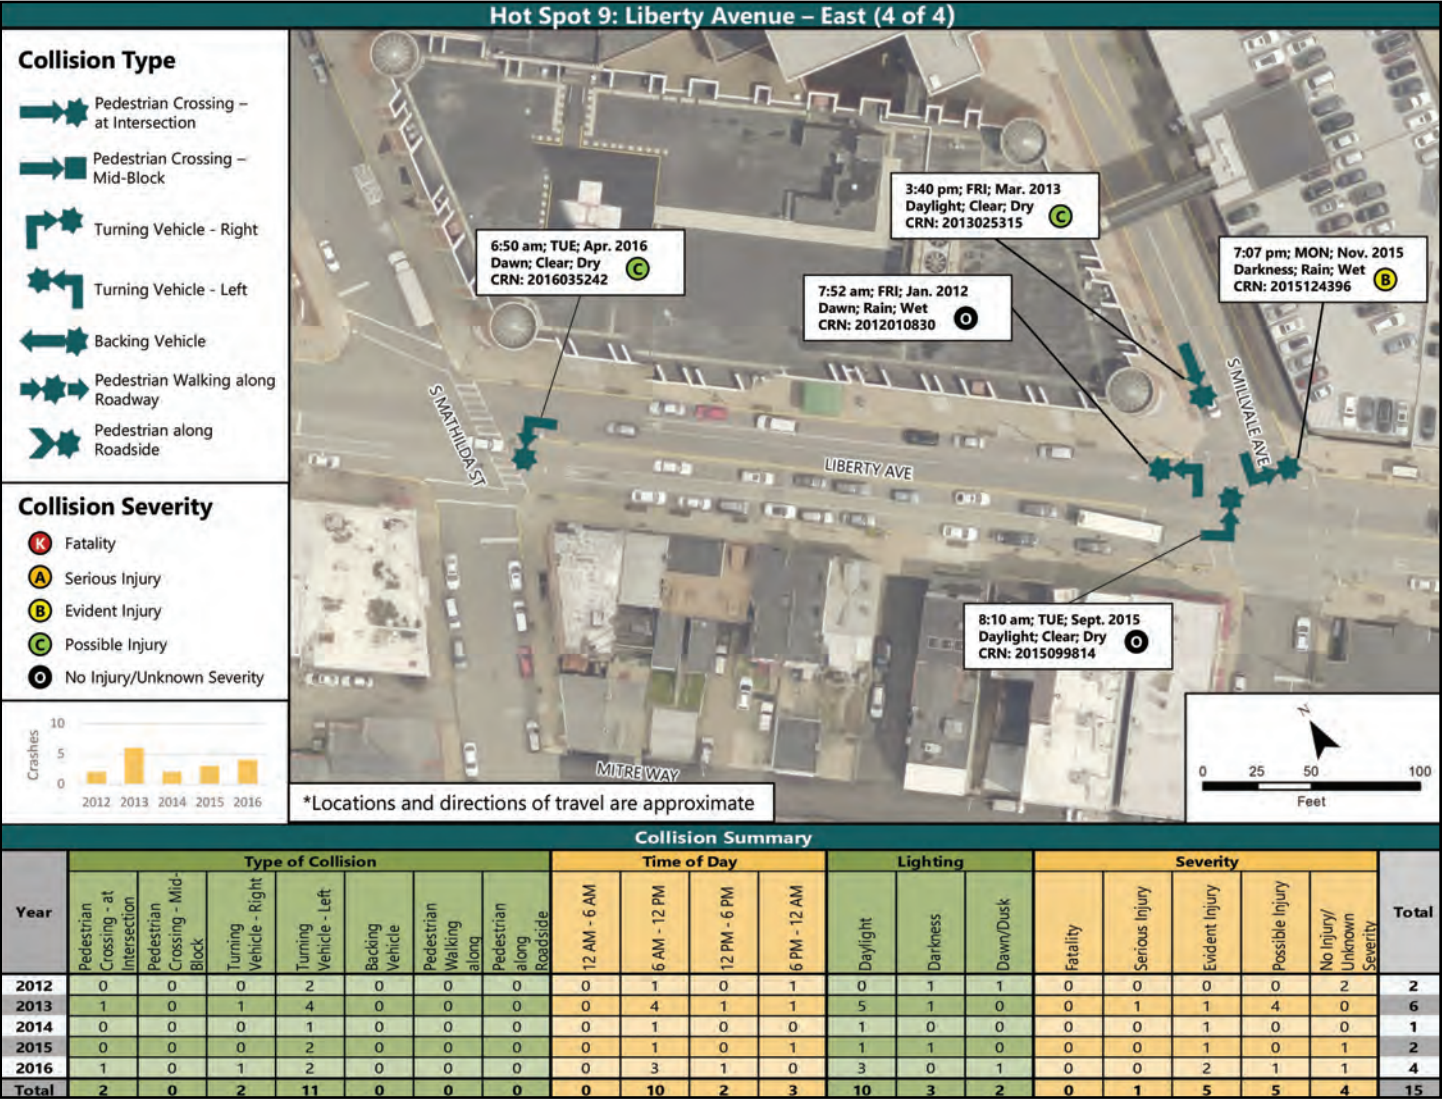 Hot Spot 9: Liberty Avenue – East (4 of 4)
Collision Type
Pedestrian Crossing –
at Intersection
Pedestrian Crossing –
Mid-Block
Turning Vehicle - Right
Turning Vehicle - Left
Backing Vehicle
Pedestrian Walking along
Roadway
Pedestrian along
Roadside
Collision Severity
K Fatality
A Serious Injury
B Evident Injury
C Possible Injury
O No Injury/Unknown Severity
Crashes
10
5
0
2012 2013 2014 2015 2016
3:40 pm; FRI; Mar. 2013
Daylight; Clear; Dry
CRN: 2013025315
C
6:50 am; TUE; Apr. 2016
Dawn; Clear; Dry
CRN: 2016035242
C
7:07 pm; MON; Nov. 2015
Darkness; Rain; Wet
CRN: 2015124396
B
7:52 am; FRI; Jan. 2012
Dawn; Rain; Wet
CRN: 2012010830
O
S MATHILDA ST
LIBERTY AVE
S MILLVALE AVE
8:10 am; TUE; Sept. 2015
Daylight; Clear; Dry
CRN: 2015099814
O
MITRE WAY
*Locations and directions of travel are approximate
N
0 25 50 100
Feet
Collision Summary
Year
Type of Collision
Time of Day
Lighting
Severity
Total
Pedestrian
Crossing - at
Intersection
Pedestrian
Crossing - Mid-
Block
Turning
Vehicle - Right
Turning
Vehicle - Left
Backing
Vehicle
Pedestrian
Walking
along
Pedestrian
along
Roadside
12 AM - 6 AM
6 AM - 12 PM
12 PM - 6 PM
6 PM - 12 AM
Daylight
Darkness
Dawn/Dusk
Fatality
Serious Injury
Evident Injury
Possible Injury
No Injury/
Unknown
Severity
2012 0 0 0 2 0 0 0 0 1 0 1 0 1 1 0 0 0 0 2 2
2013 1 0 1 4 0 0 0 0 4 1 1 5 1 0 0 1 1 4 0 6
2014 0 0 0 1 0 0 0 0 1 0 0 1 0 0 0 0 1 0 0 1
2015 0 0 0 2 0 0 0 0 1 0 1 1 1 0 0 0 1 0 1 2
2016 1 0 1 2 0 0 0 0 3 1 0 3 0 1 0 0 2 1 1 4
Total 2 0 2 11 0 0 0 0 10 2 3 10 3 2 0 1 5 5 4 15